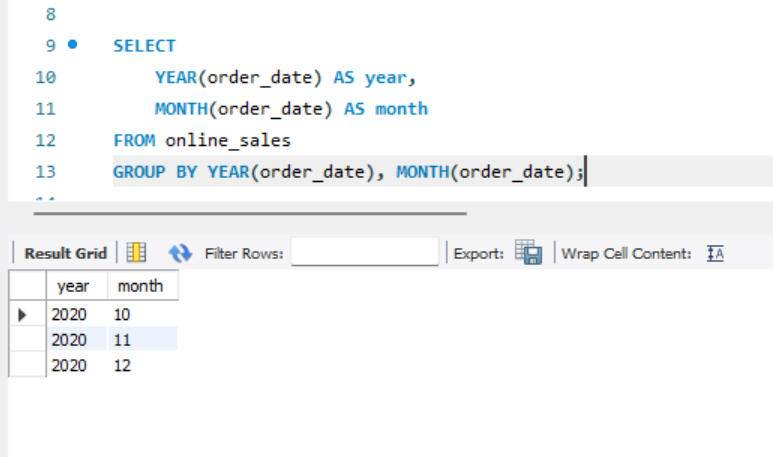 8
9 SELECT
10 YEAR(order_date) AS year,
11 MONTH(order_date) AS month
12 FROM online_sales
13 GROUP BY YEAR(order_date), MONTH(order_date);
Result Grid Filter Rows: Export: Wrap Cell Content:
year month
2020 10
2020 11
2020 12